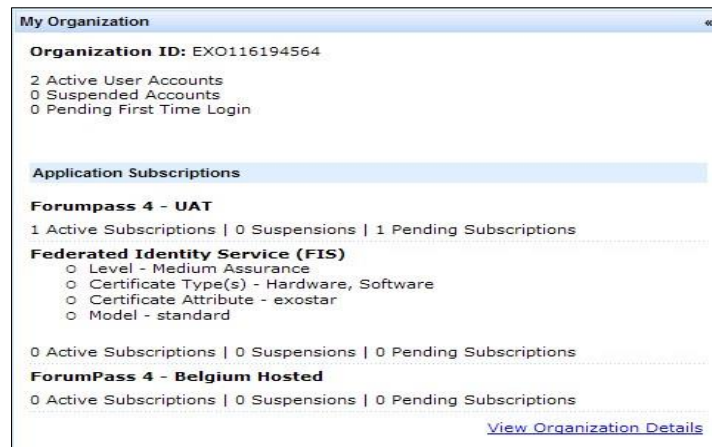 My Organization «
Organization ID: EXO116194564
2 Active User Accounts
0 Suspended Accounts
0 Pending First Time Login
Application Subscriptions
Forumpass 4 - UAT
1 Active Subscriptions | 0 Suspensions | 1 Pending Subscriptions
Federated Identity Service (FIS)
o Level - Medium Assurance
o Certificate Type(s) - Hardware, Software
o Certificate Attribute - exostar
o Model - standard
0 Active Subscriptions | 0 Suspensions | 0 Pending Subscriptions
ForumPass 4 - Belgium Hosted
0 Active Subscriptions | 0 Suspensions | 0 Pending Subscriptions
View Organization Details